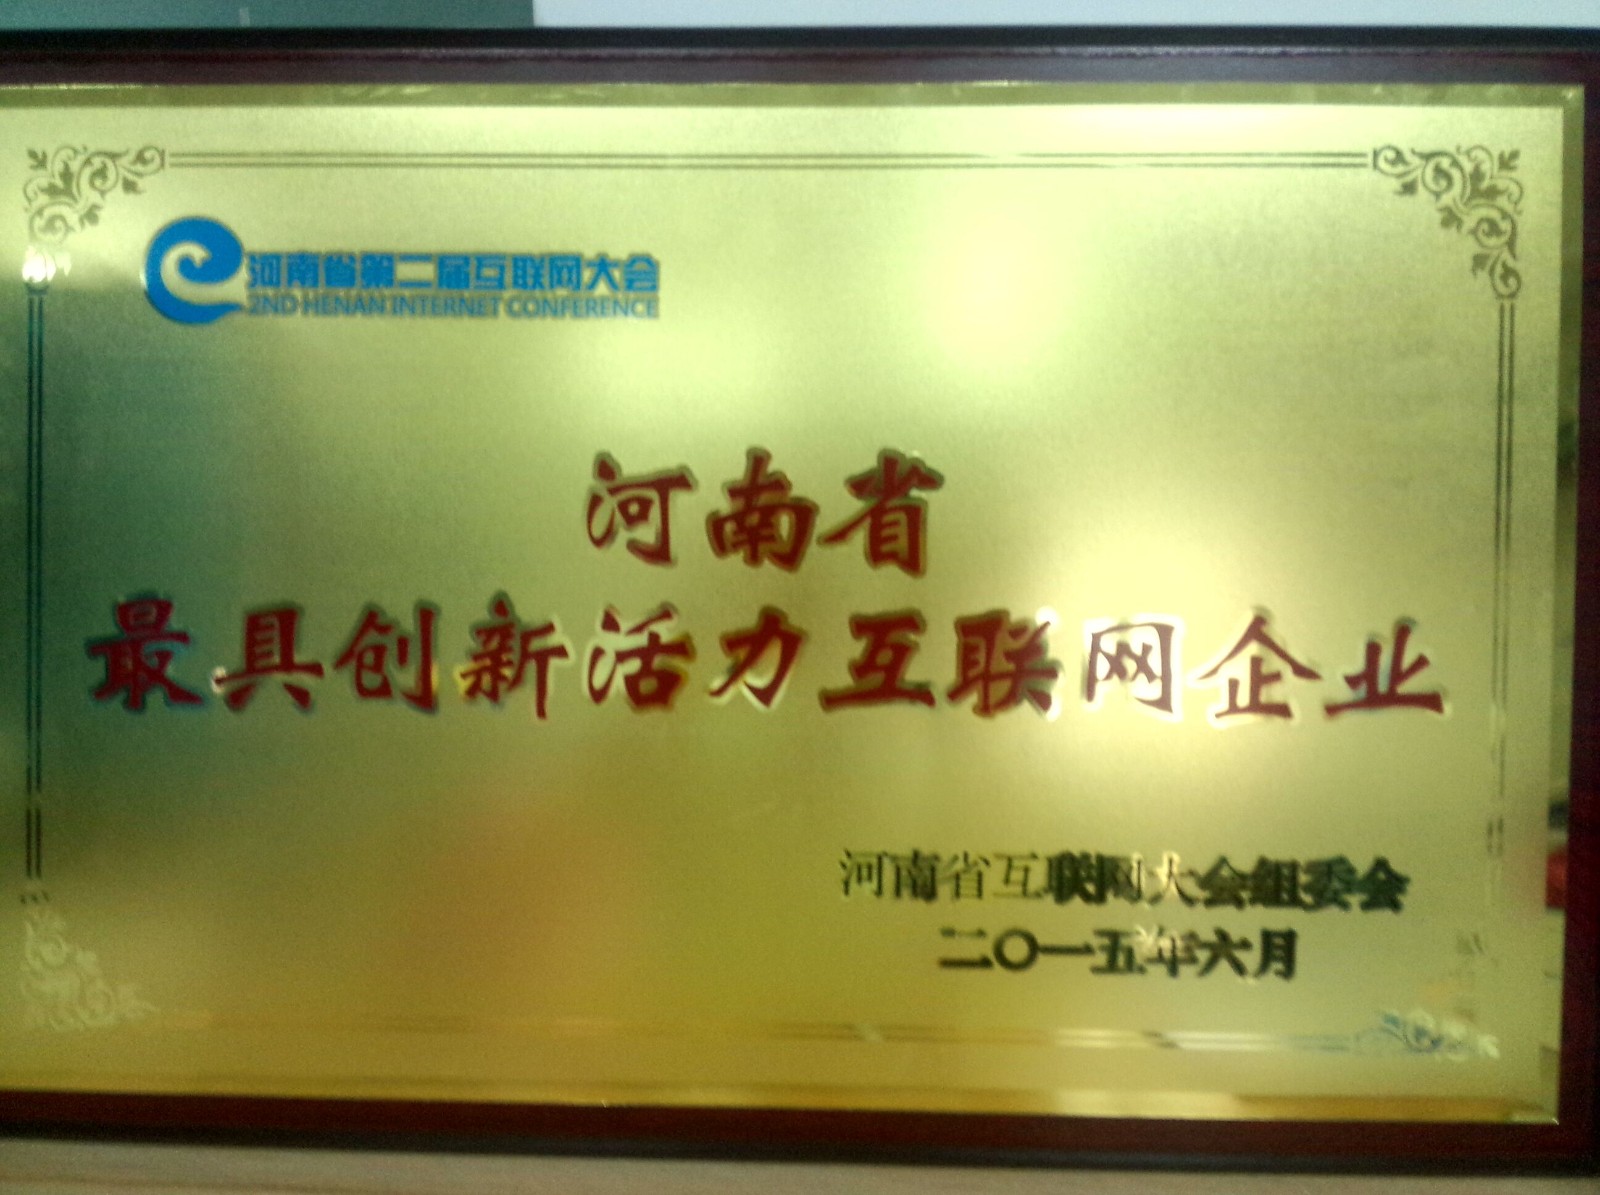 河南省第二届互联网大会
2ND HENAN INTERNET CONFERENCE
河南省
最具创新活力互联网企业
河南省互联网大会组委会
二〇一五年六月